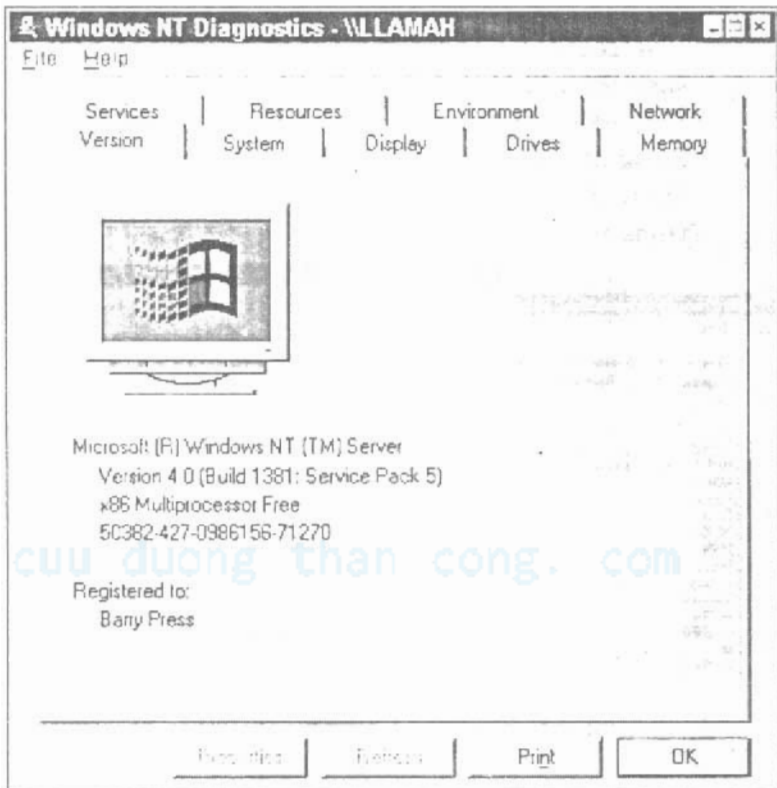 Windows NT Diagnostics - \\LLAMAH
File Help
Services Resources Environment Network
Version System Display Drives Memory
Microsoft (R) Windows NT (TM) Server
Version 4.0 (Build 1381: Service Pack 5)
x86 Multiprocessor Free
50382-427-0986156-71270
cuu duong than cong. com
Registered to:
Barry Press
Properties Refresh Print OK